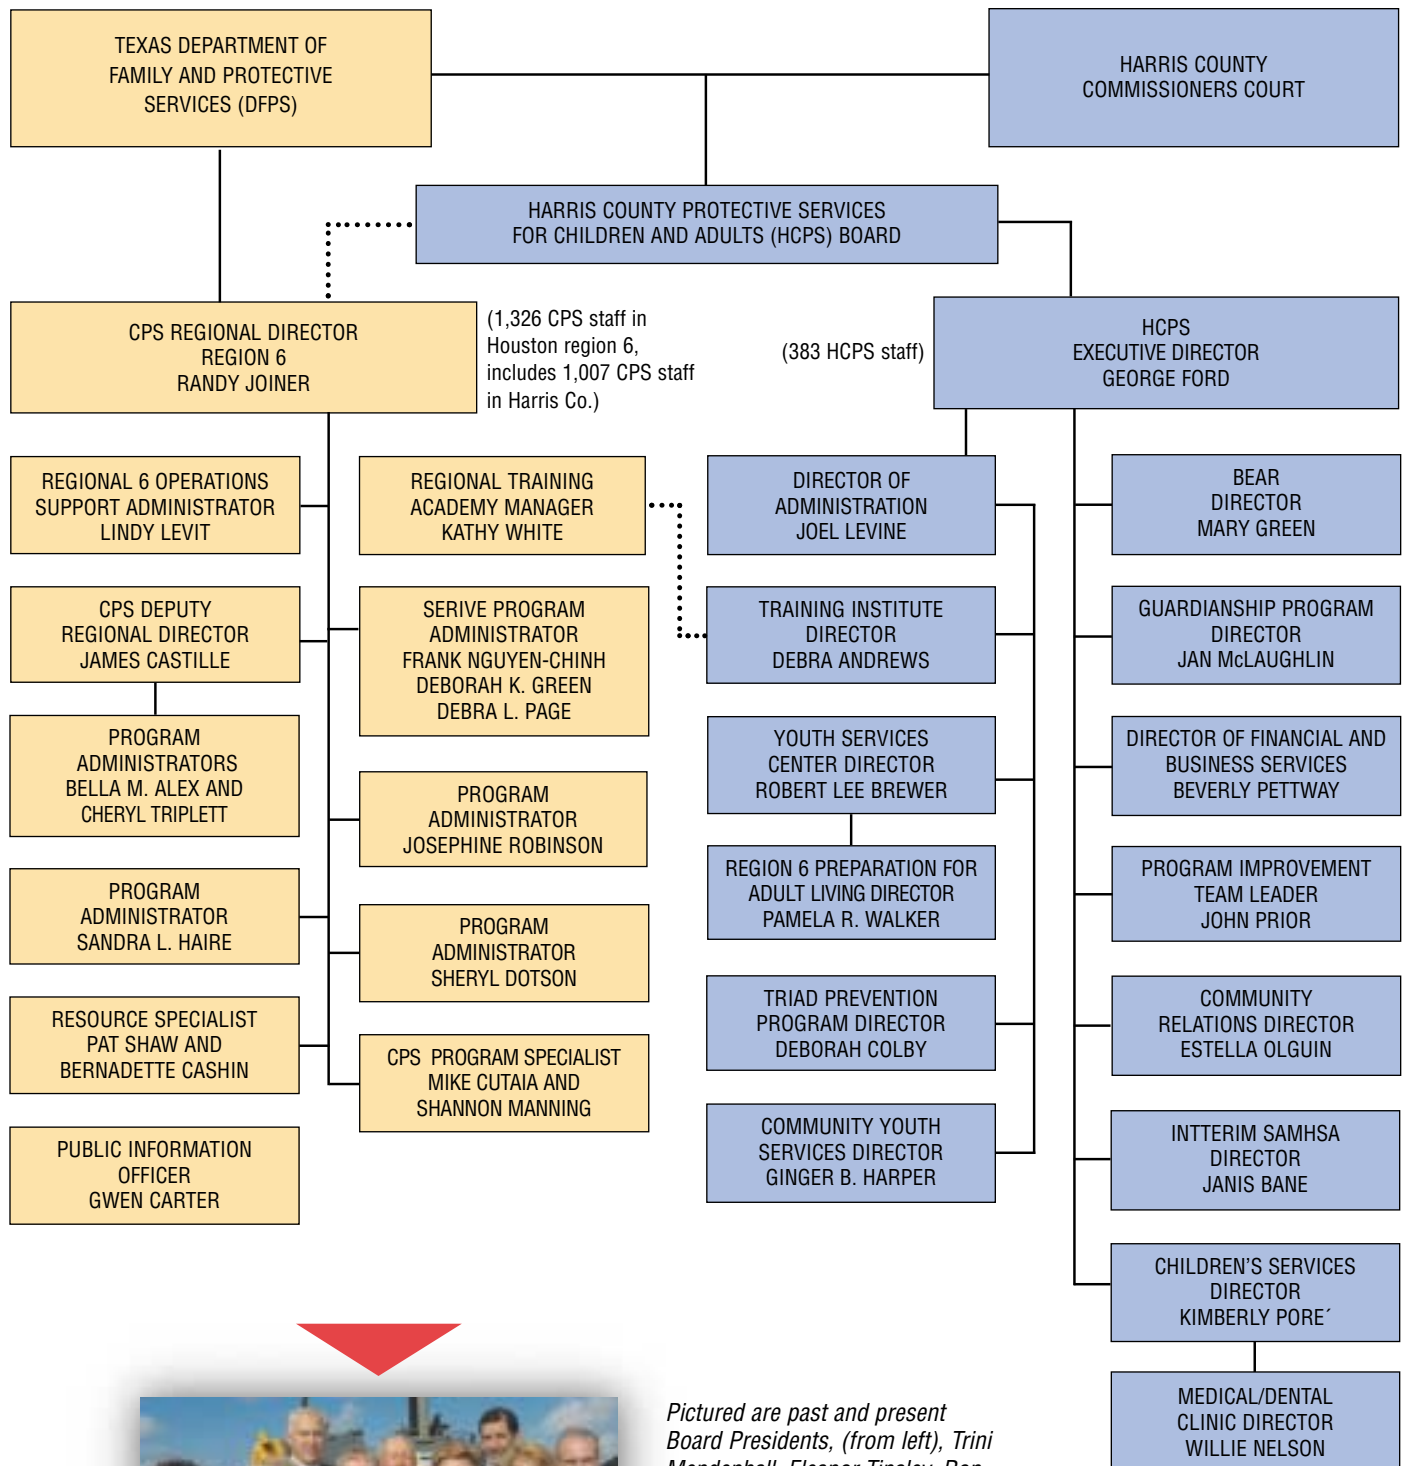 TEXAS DEPARTMENT OF
FAMILY AND PROTECTIVE
SERVICES (DFPS)
HARRIS COUNTY
COMMISSIONERS COURT
HARRIS COUNTY PROTECTIVE SERVICES
FOR CHILDREN AND ADULTS (HCPS) BOARD
CPS REGIONAL DIRECTOR
REGION 6
RANDY JOINER
(1,326 CPS staff in
Houston region 6,
includes 1,007 CPS staff
in Harris Co.)
(383 HCPS staff)
HCPS
EXECUTIVE DIRECTOR
GEORGE FORD
REGIONAL 6 OPERATIONS
SUPPORT ADMINISTRATOR
LINDY LEVIT
CPS DEPUTY
REGIONAL DIRECTOR
JAMES CASTILLE
PROGRAM
ADMINISTRATORS
BELLA M. ALEX AND
CHERYL TRIPLETT
PROGRAM
ADMINISTRATOR
SANDRA L. HAIRE
RESOURCE SPECIALIST
PAT SHAW AND
BERNADETTE CASHIN
PUBLIC INFORMATION
OFFICER
GWEN CARTER
REGIONAL TRAINING
ACADEMY MANAGER
KATHY WHITE
SERIVE PROGRAM
ADMINISTRATOR
FRANK NGUYEN-CHINH
DEBORAH K. GREEN
DEBRA L. PAGE
PROGRAM
ADMINISTRATOR
JOSEPHINE ROBINSON
PROGRAM
ADMINISTRATOR
SHERYL DOTSON
CPS PROGRAM SPECIALIST
MIKE CUTAIA AND
SHANNON MANNING
DIRECTOR OF
ADMINISTRATION
JOEL LEVINE
TRAINING INSTITUTE
DIRECTOR
DEBRA ANDREWS
YOUTH SERVICES
CENTER DIRECTOR
ROBERT LEE BREWER
REGION 6 PREPARATION FOR
ADULT LIVING DIRECTOR
PAMELA R. WALKER
TRIAD PREVENTION
PROGRAM DIRECTOR
DEBORAH COLBY
COMMUNITY YOUTH
SERVICES DIRECTOR
GINGER B. HARPER
BEAR
DIRECTOR
MARY GREEN
GUARDIANSHIP PROGRAM
DIRECTOR
JAN McLAUGHLIN
DIRECTOR OF FINANCIAL AND
BUSINESS SERVICES
BEVERLY PETTWAY
PROGRAM IMPROVEMENT
TEAM LEADER
JOHN PRIOR
COMMUNITY
RELATIONS DIRECTOR
ESTELLA OLGUIN
INTTERIM SAMHSA
DIRECTOR
JANIS BANE
CHILDREN'S SERVICES
DIRECTOR
KIMBERLY PORE´
MEDICAL/DENTAL
CLINIC DIRECTOR
WILLIE NELSON
Pictured are past and present
Board Presidents, (from left), Trini